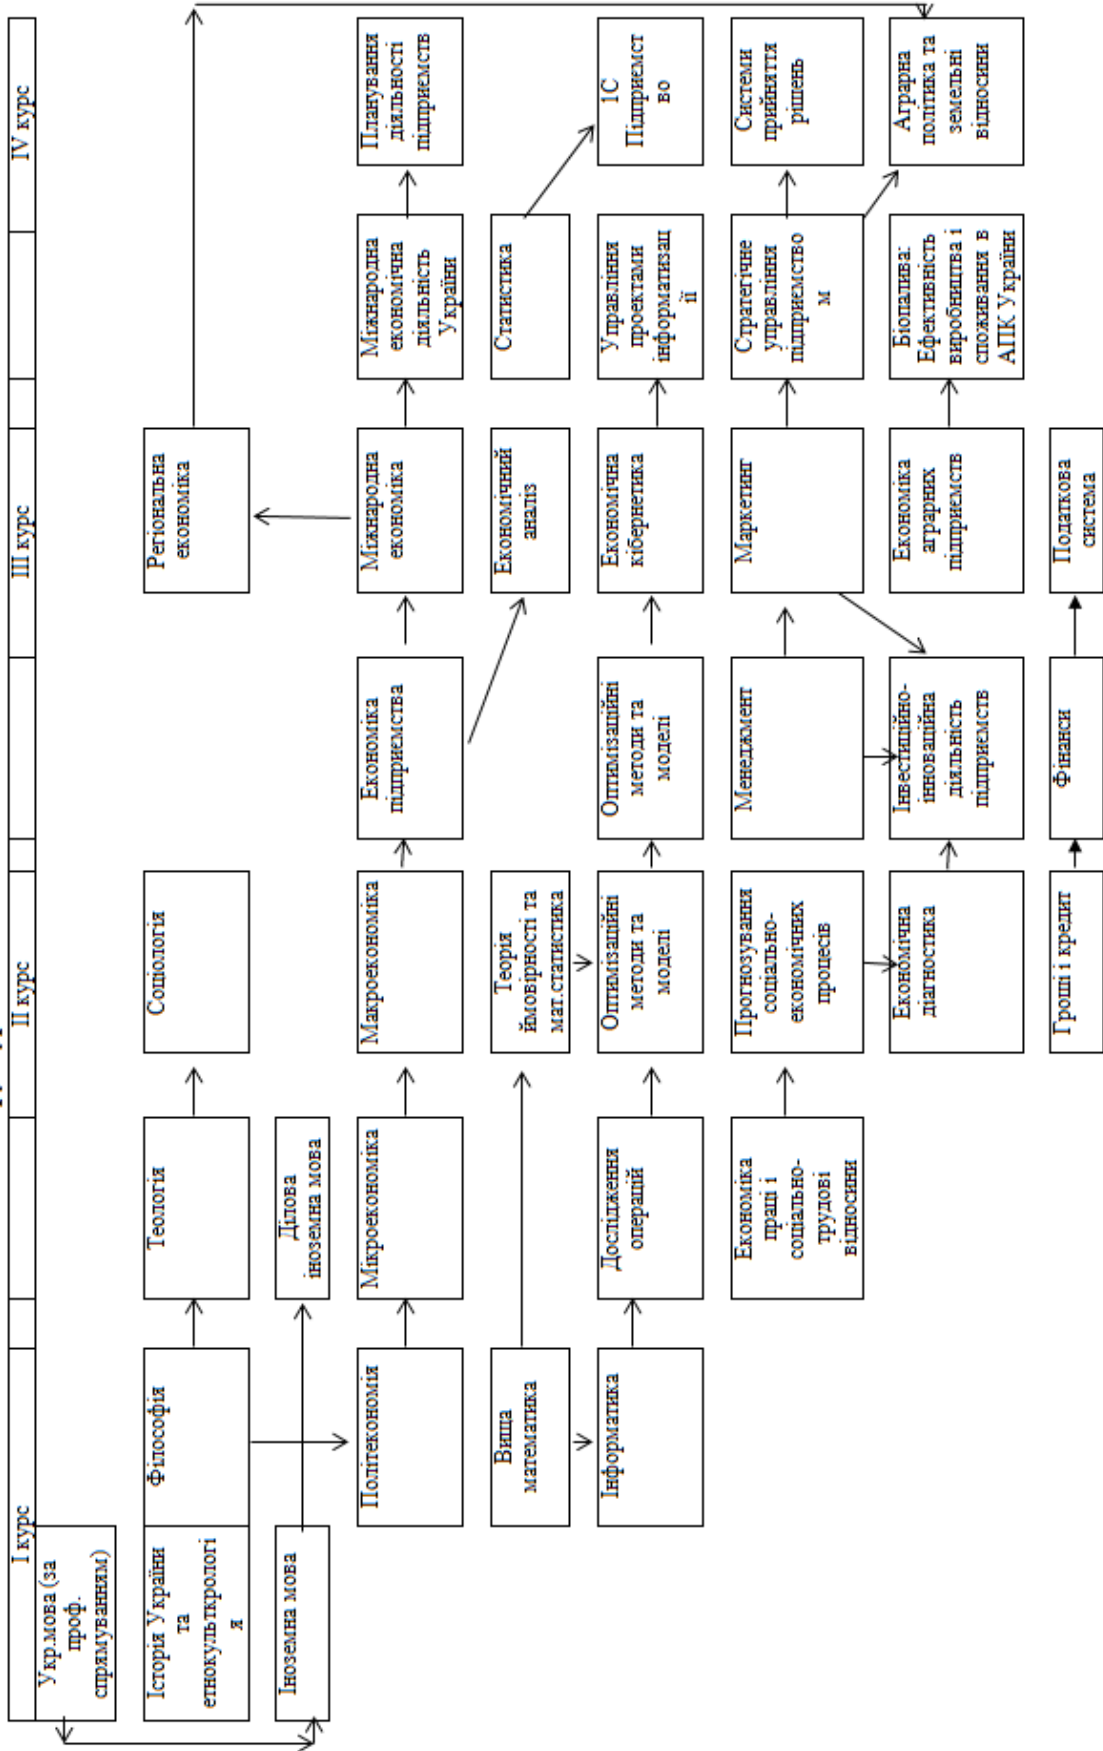 I курс
II курс
III курс
IV курс
Укр.мова (за
проф.
спрямуванням)
Історія України
та
етнокультрологі
я
Філософія
Теологія
Соціологія
Регіональна
економіка
Іноземна мова
Ділова
іноземна мова
Політекономія
Мікроекономіка
Макроекономіка
Економіка
підприємства
Міжнародна
економіка
Міжнародна
економічна
діяльність
України
Планування
діяльності
підприємств
Вища
математика
Теорія
ймовірності та
мат.статистика
Економічний
аналіз
Статистика
Інформатика
Дослідження
операцій
Оптимізаційні
методи та
моделі
Оптимізаційні
методи та
моделі
Економічна
кібернетика
Управління
проектами
інформатизац
ії
1С
Підприємст
во
Економіка
праці і
соціально-
трудові
відносини
Прогнозування
соціально-
економічних
процесів
Менеджмент
Маркетинг
Стратегічне
управління
підприємство
м
Системи
прийняття
рішень
Економічна
діагностика
Інвестиційно-
інноваційна
діяльність
підприємств
Економіка
аграрних
підприємств
Біопалива:
Ефективність
виробництва і
споживання в
АПК України
Аграрна
політика та
земельні
відносини
Гроші і кредит
Фінанси
Податкова
система